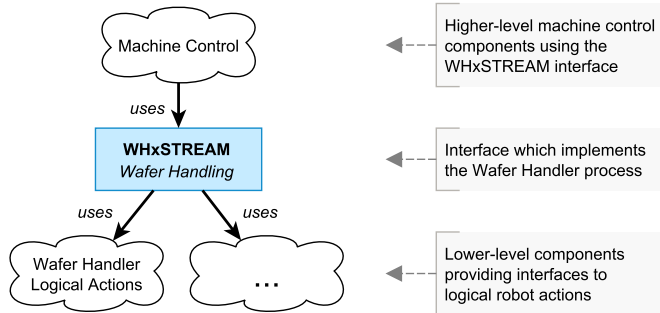 Machine Control
Higher-level machine control
components using the
WHxSTREAM interface
uses
WHxSTREAM
Wafer Handling
Interface which implements
the Wafer Handler process
uses
uses
Wafer Handler
Logical Actions
...
Lower-level components
providing interfaces to
logical robot actions